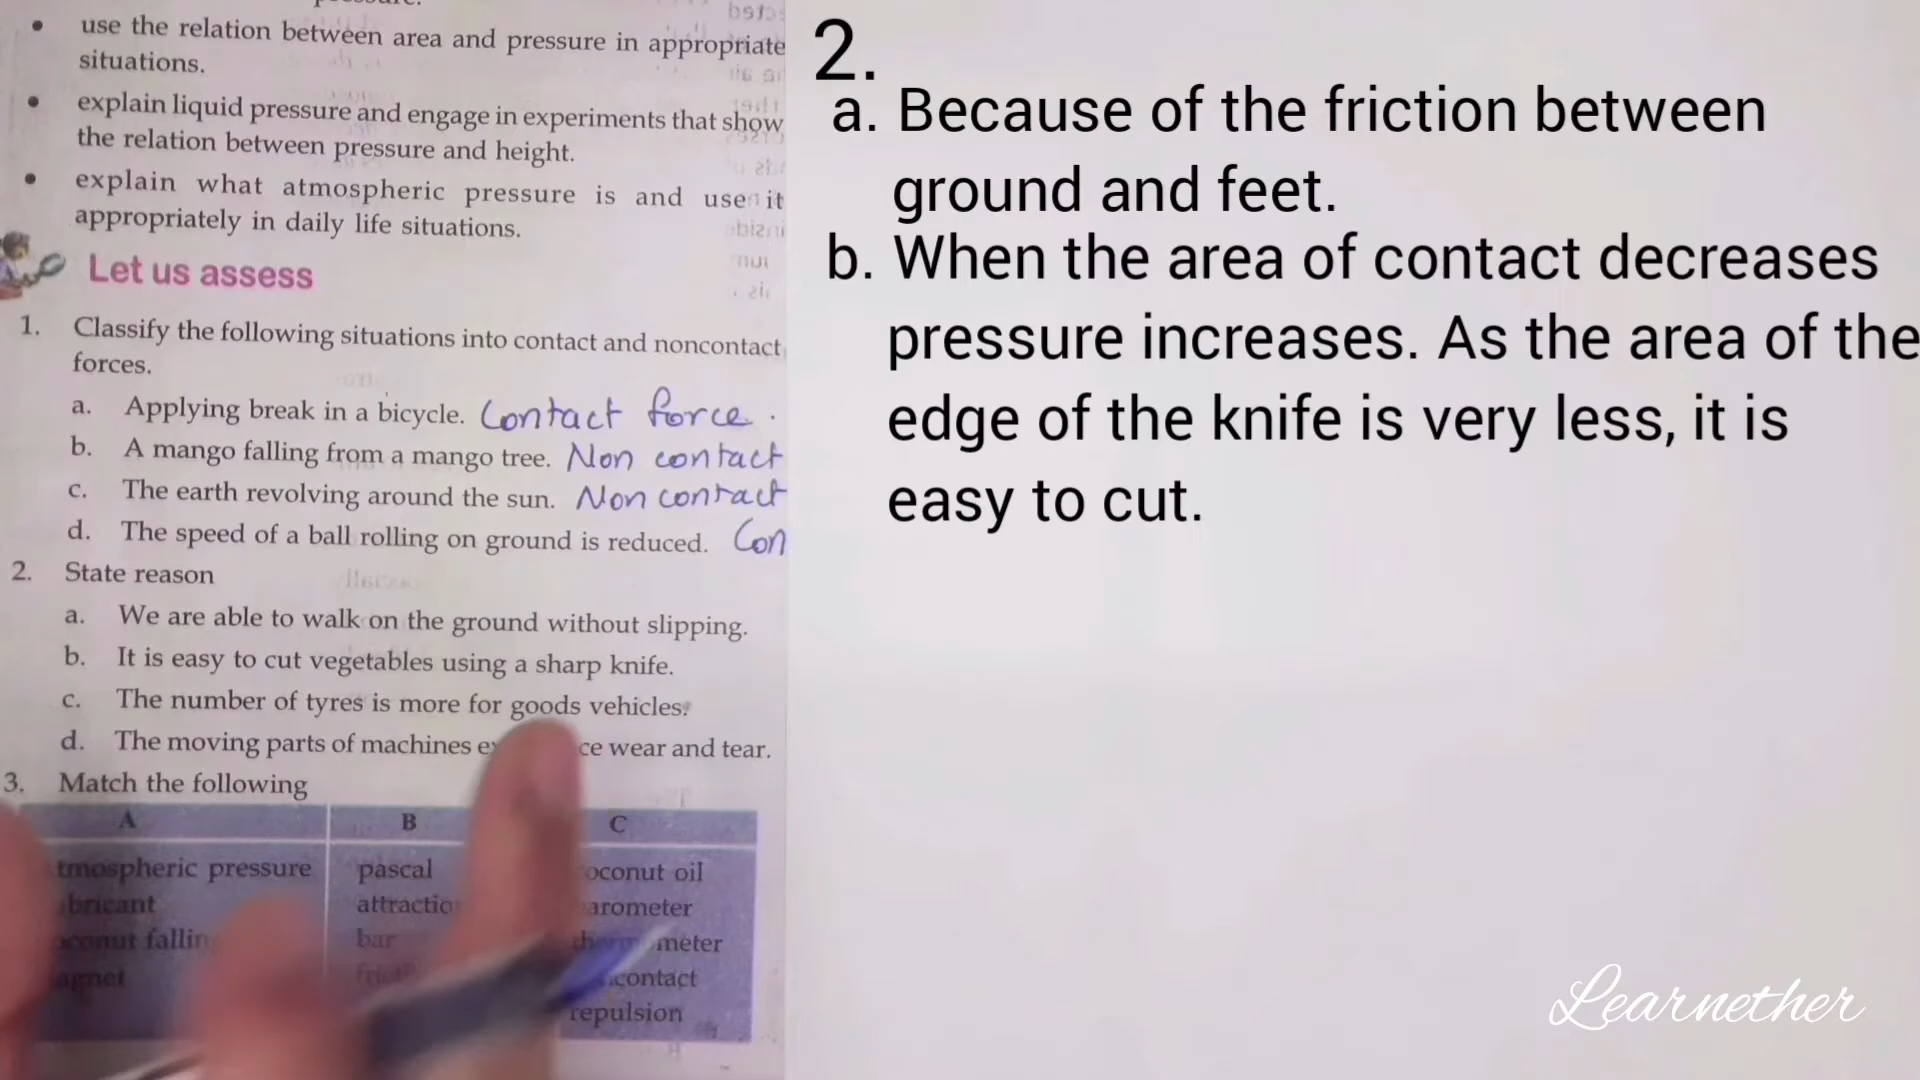 use the relation between area and pressure in appropriate
situations.
explain liquid pressure and engage in experiments that show
the relation between pressure and height.
explain what atmospheric pressure is and use it
appropriately in daily life situations.
Let us assess
1. Classify the following situations into contact and noncontact
forces.
a. Applying break in a bicycle. Contact force.
b. A mango falling from a mango tree. Non contact
c. The earth revolving around the sun. Non contact
d. The speed of a ball rolling on ground is reduced. Con
2. State reason
a. We are able to walk on the ground without slipping.
b. It is easy to cut vegetables using a sharp knife.
c. The number of tyres is more for goods vehicles.
d. The moving parts of machines wear and tear.
3. Match the following
A B C
pressure pascal oil
bar meter
contact
repulsion
2.
a. Because of the friction between
ground and feet.
b. When the area of contact decreases
pressure increases. As the area of the
edge of the knife is very less, it is
easy to cut.
Learnether